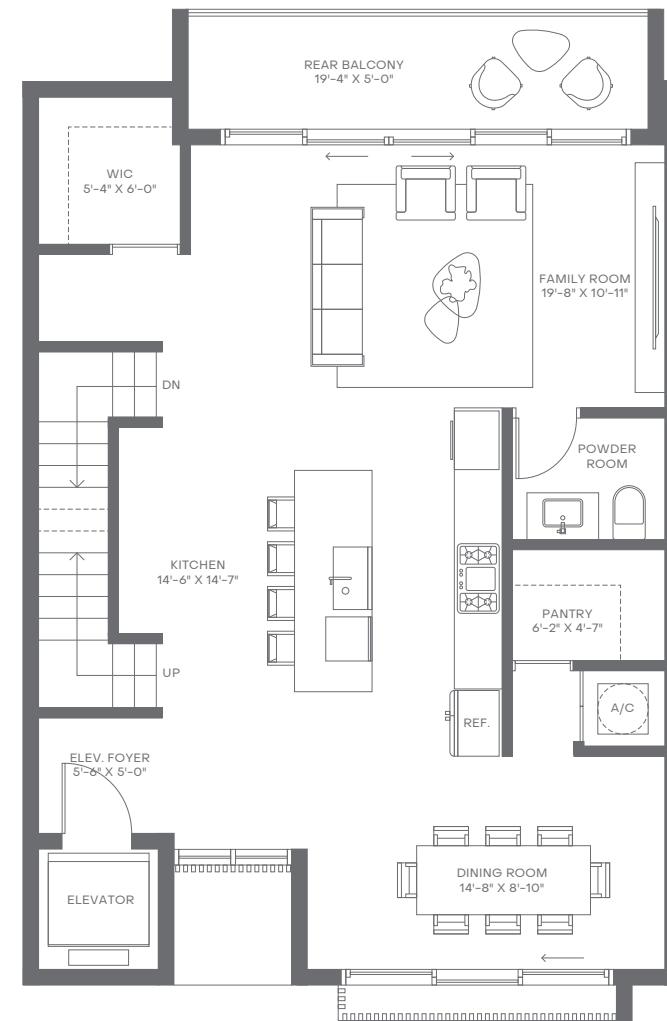 REAR BALCONY
19'-4" X 5'-0"
WIC
5'-4" X 6'-0"
FAMILY ROOM
19'-8" X 10'-11"
DN
POWDER
ROOM
KITCHEN
14'-6" X 14'-7"
PANTRY
6'-2" X 4'-7"
UP
A/C
REF.
ELEV. FOYER
5'-6" X 5'-0"
DINING ROOM
14'-8" X 8'-10"
ELEVATOR